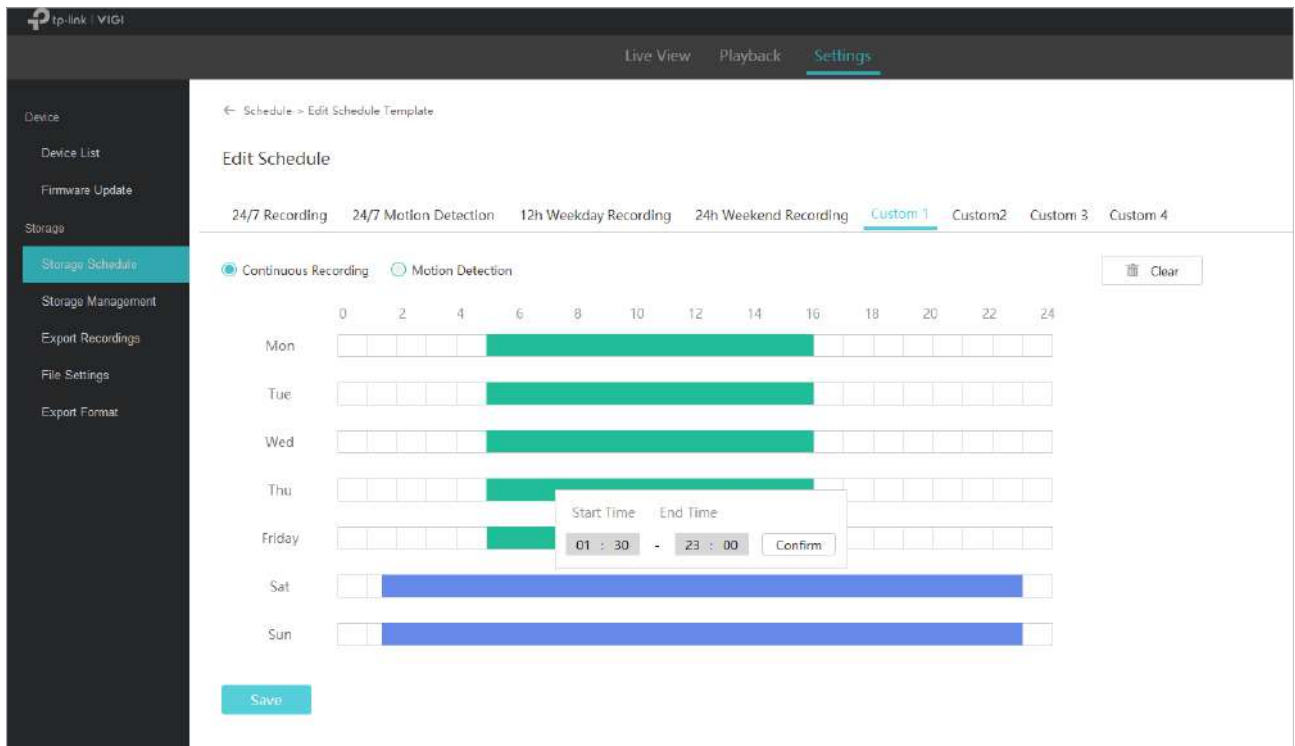 tp-link | VIGI
Live View Playback Settings
Device
Device List
Firmware Update
Storage
Storage Schedule
Storage Management
Export Recordings
File Settings
Export Format
← Schedule > Edit Schedule Template
Edit Schedule
24/7 Recording 24/7 Motion Detection 12h Weekday Recording 24h Weekend Recording Custom 1 Custom2 Custom 3 Custom 4
Continuous Recording Motion Detection Clear
0 2 4 6 8 10 12 14 16 18 20 22 24
Mon
Tue
Wed
Thu
Start Time End Time
Friday
01 : 30 - 23 : 00 Confirm
Sat
Sun
Save